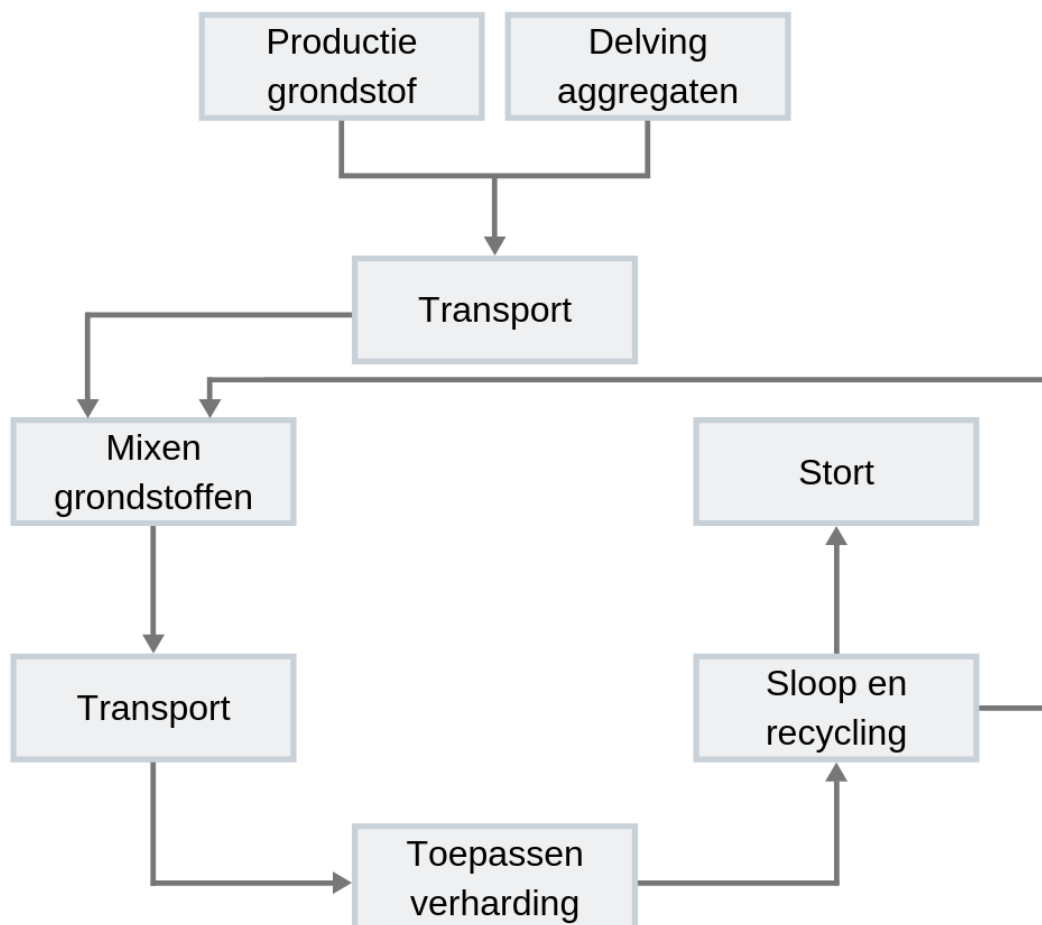 Productie
grondstof
Delving
aggregaten
Transport
Mixen
grondstoffen
Stort
Transport
Sloop en
recycling
Toepassen
verharding